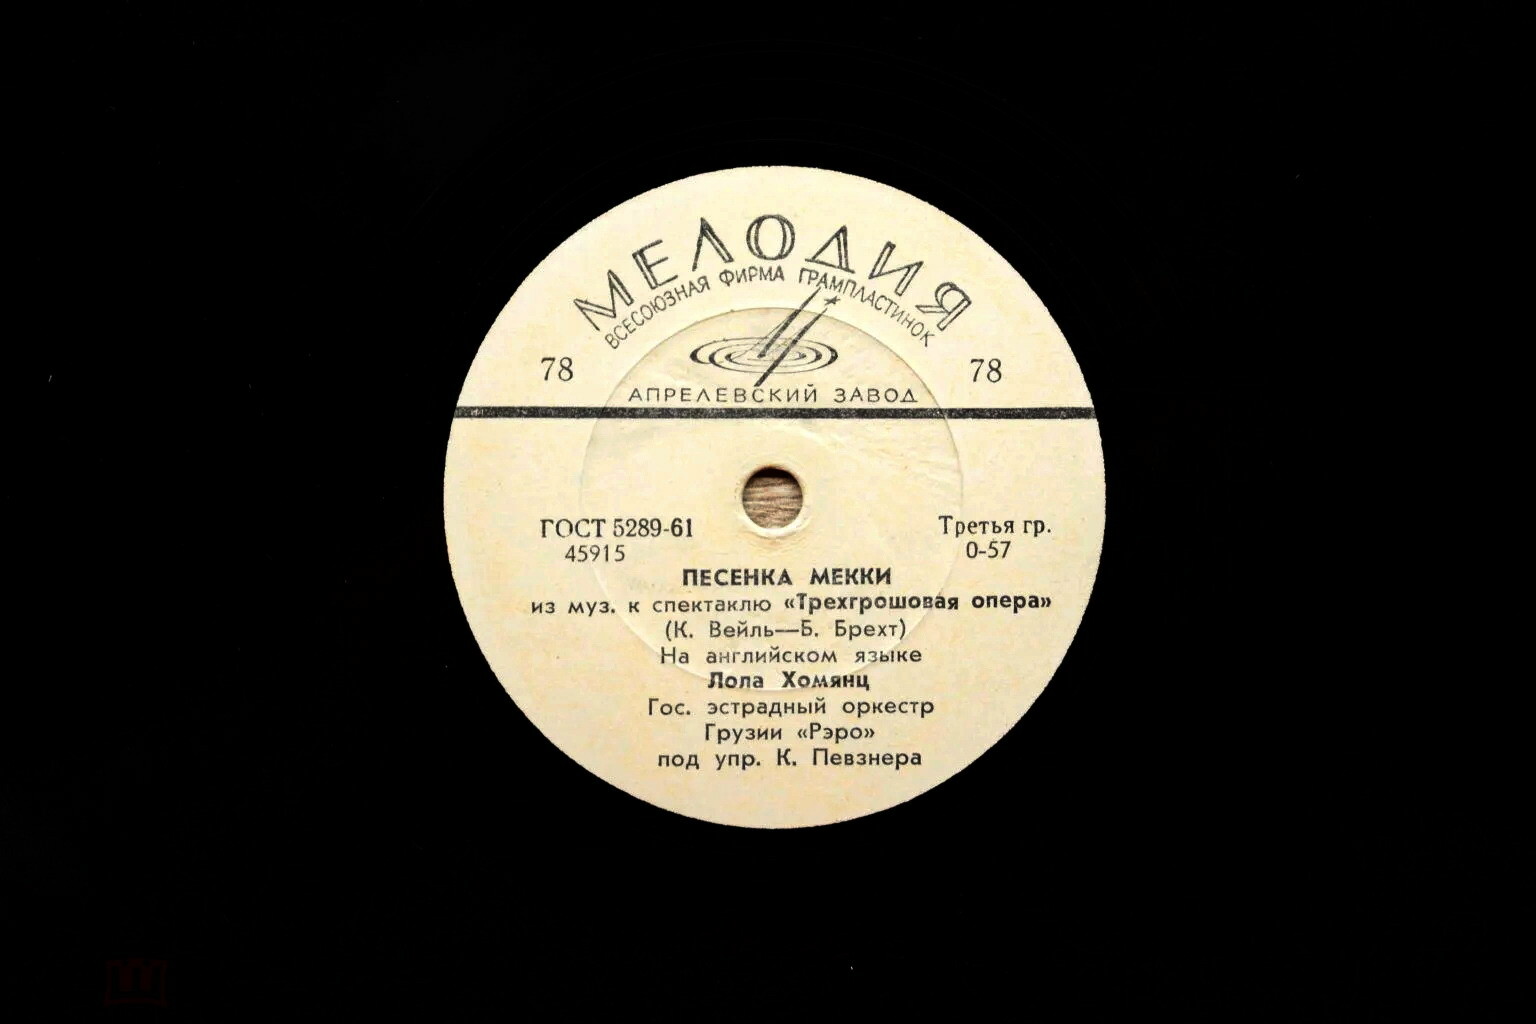 МЕЛОДИЯ
ВСЕСОЮЗНАЯ ФИРМА ГРАМПЛАСТИНОК
78 78
АПРЕЛЕВСКИЙ ЗАВОД
ГОСТ 5289-61 Третья гр.
45915 0-57
ПЕСЕНКА МЕККИ
из муз. к спектаклю «Трехгрошовая опера»
(К. Вейль—Б. Брехт)
На английском языке
Лола Хомянц
Гос. эстрадный оркестр
Грузии «Рэро»
под упр. К. Певзнера